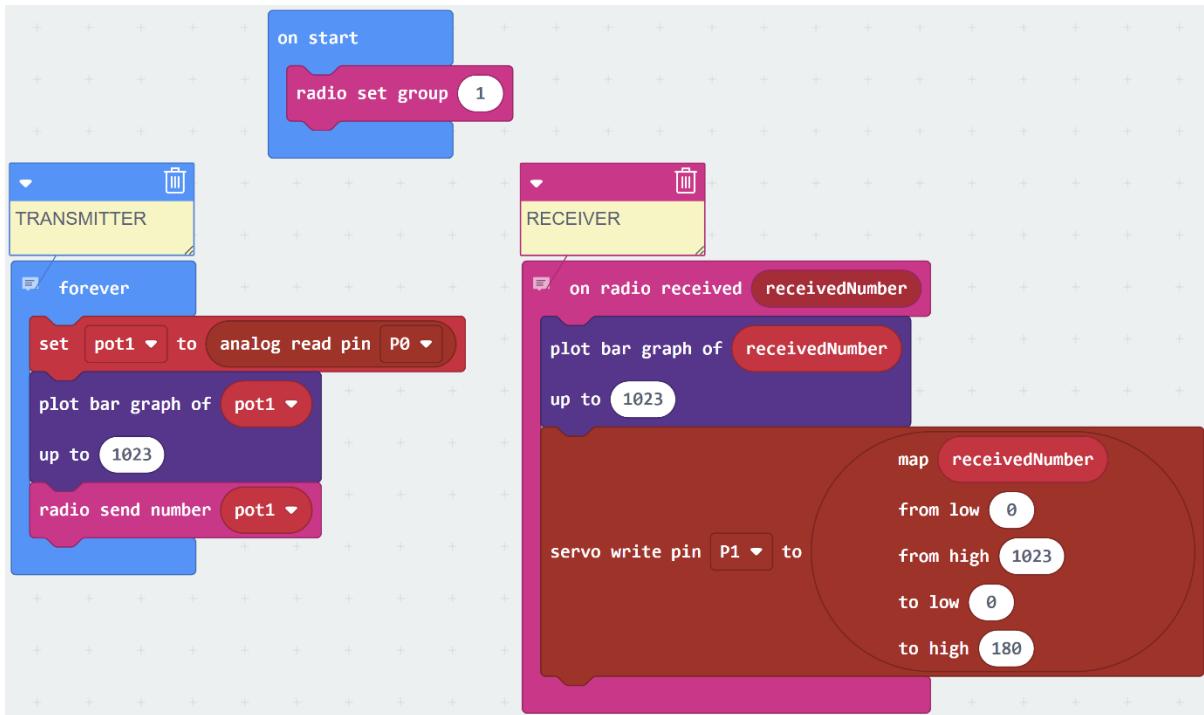 on start
radio set group 1
TRANSMITTER
forever
set pot1 to analog read pin P0
plot bar graph of pot1
up to 1023
radio send number pot1
RECEIVER
on radio received receivedNumber
plot bar graph of receivedNumber
up to 1023
servo write pin P1 to
map receivedNumber
from low 0
from high 1023
to low 0
to high 180